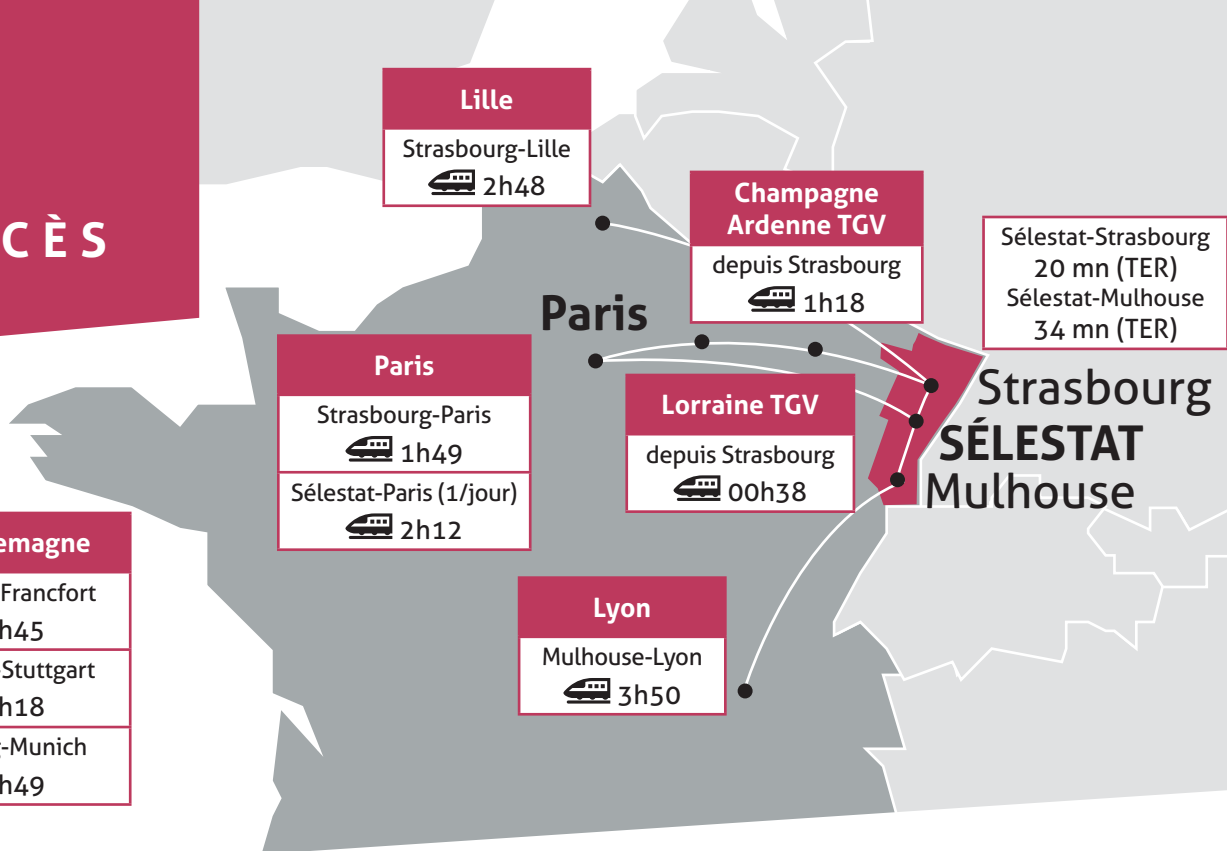 CÈS
Lille
Strasbourg-Lille
2h48
Champagne
Ardenne TGV
depuis Strasbourg
1h18
Sélestat-Strasbourg
20 mn (TER)
Sélestat-Mulhouse
34 mn (TER)
Paris
Paris
Strasbourg-Paris
1h49
Sélestat-Paris (1/jour)
2h12
Lorraine TGV
depuis Strasbourg
00h38
Strasbourg
SÉLESTAT
Mulhouse
emagne
Francfort
h45
-Stuttgart
h18
-Munich
h49
Lyon
Mulhouse-Lyon
3h50